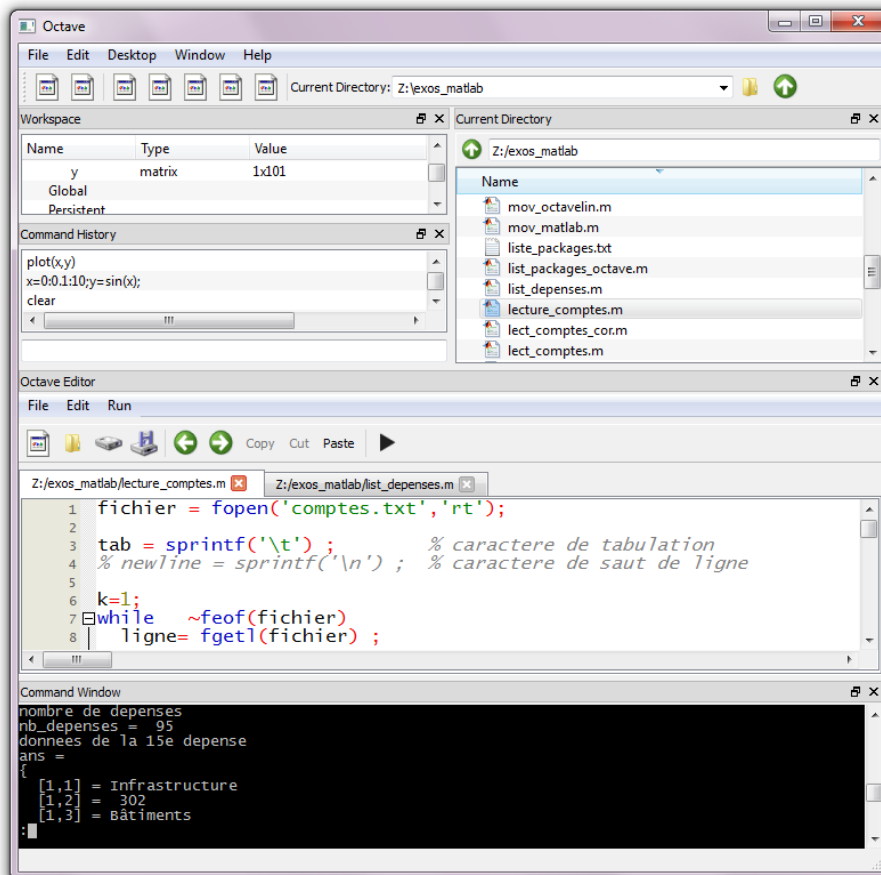 Octave
File Edit Desktop Window Help
Current Directory: Z:\exos_matlab
Workspace
Name Type Value
y matrix 1x101
Global
Persistent
Command History
plot(x,y)
x=0:0.1:10;y=sin(x);
clear
Current Directory
Z:/exos_matlab
Name
mov_octavelin.m
mov_matlab.m
liste_packages.txt
list_packages_octave.m
list_depenses.m
lecture_comptes.m
lect_comptes_cor.m
lect_comptes.m
Octave Editor
File Edit Run
Copy Cut Paste
Z:/exos_matlab/lecture_comptes.m Z:/exos_matlab/list_depenses.m
1 fichier = fopen('comptes.txt','rt');
2
3 tab = sprintf('\t') ; % caractere de tabulation
4 % newline = sprintf('\n') ; % caractere de saut de ligne
5
6 k=1;
7 while ~feof(fichier)
8 ligne= fgetl(fichier) ;
Command Window
nombre de depenses
nb_depenses = 95
donnees de la 15e depense
ans =
{
[1,1] = Infrastructure
[1,2] = 302
[1,3] = Bâtiments
: